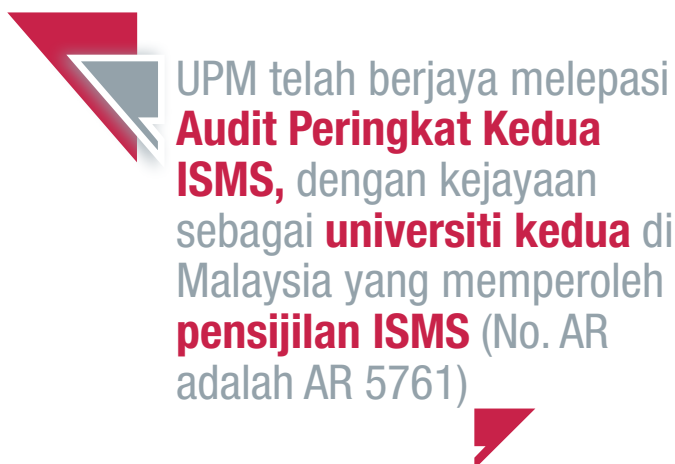 UPM telah berjaya melepasi
Audit Peringkat Kedua
ISMS, dengan kejayaan
sebagai universiti kedua di
Malaysia yang memperoleh
pensijilan ISMS (No. AR
adalah AR 5761)